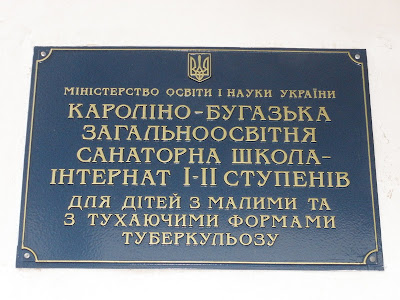 МІНІСТЕРСТВО ОСВІТИ І НАУКИ УКРАЇНИ
КАРОЛІНО-БУГАЗЬКА
ЗАГАЛЬНООСВІТНЯ
САНАТОРНА ШКОЛА-
ІНТЕРНАТ І-ІІ СТУПЕНІВ
ДЛЯ ДІТЕЙ З МАЛИМИ ТА
З ТУХАЮЧИМИ ФОРМАМИ
ТУБЕРКУЛЬОЗУ